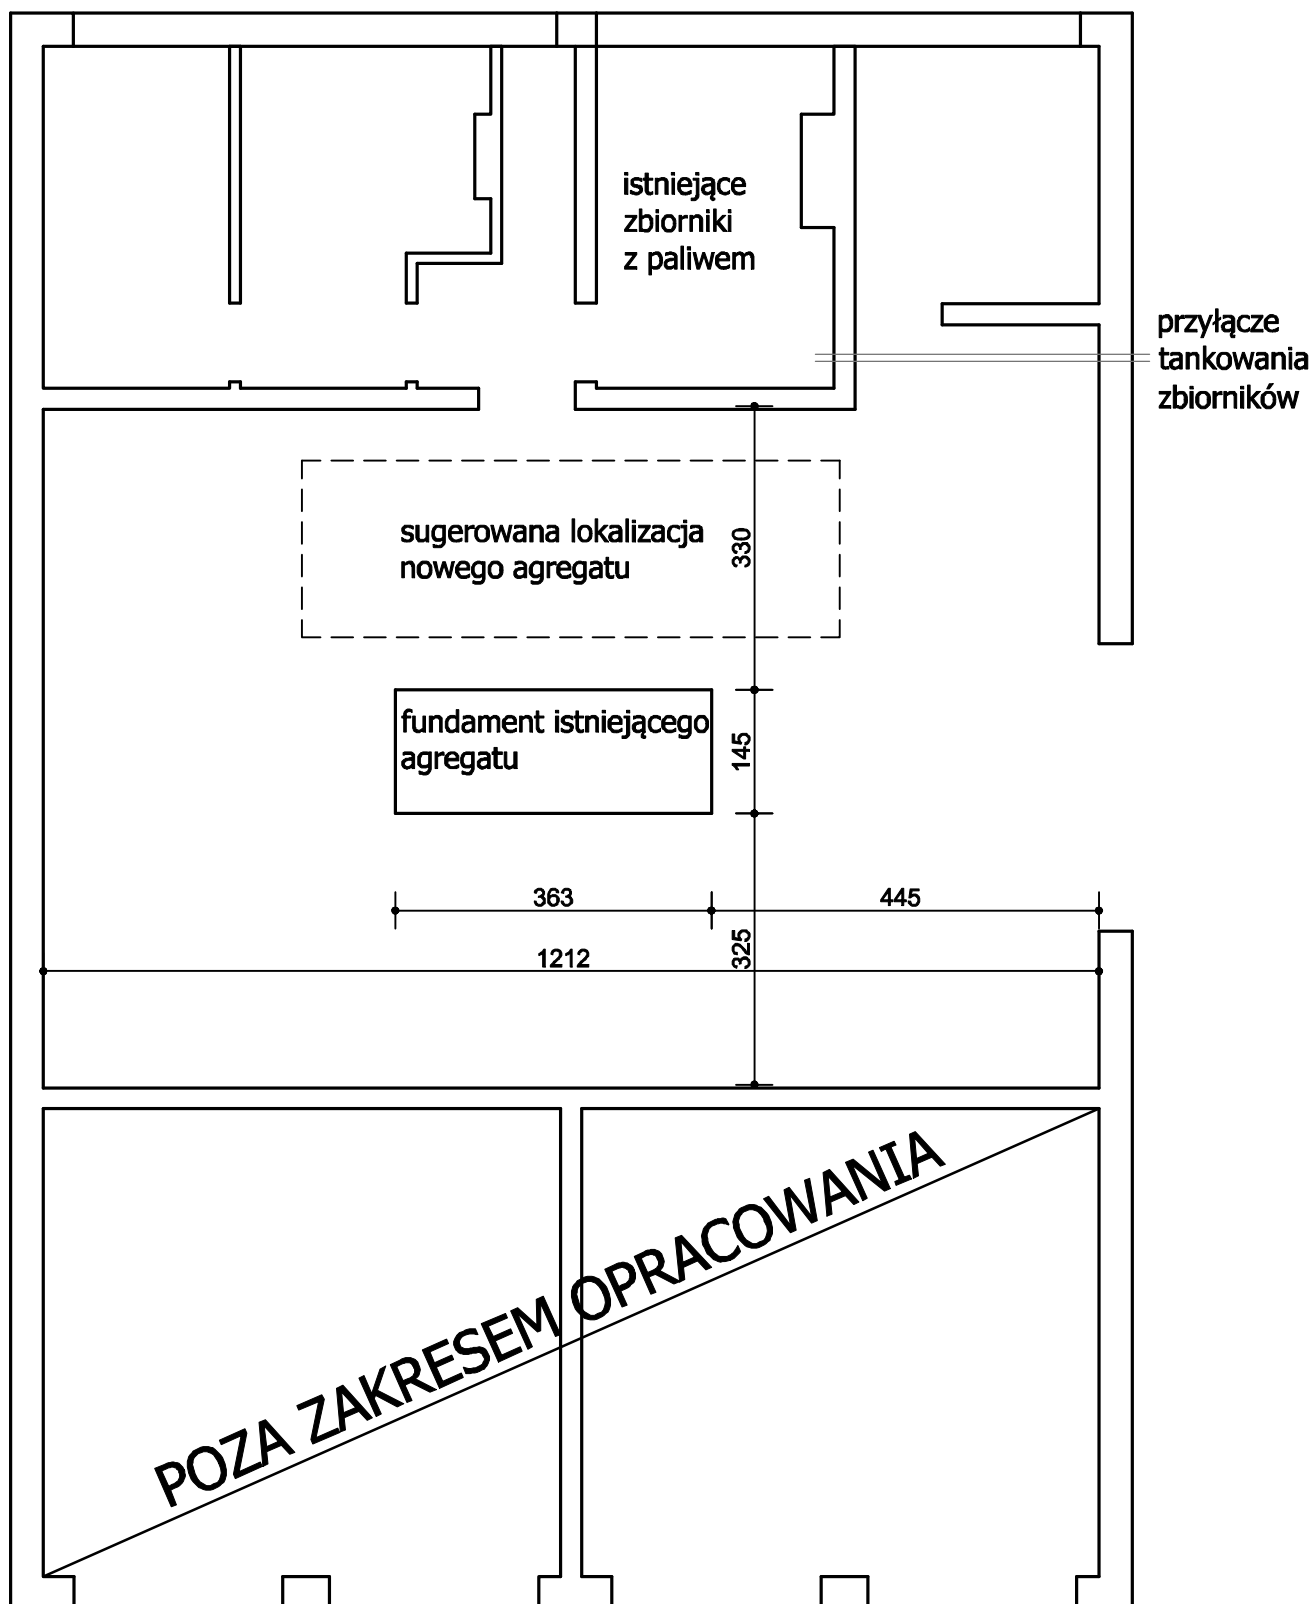 istniejące
zbiorniki
z paliwem
przyłącze
tankowania
zbiorników
sugerowana lokalizacja
nowego agregatu
330
fundament istniejącego
agregatu
145
363
445
325
1212
POZA ZAKRESEM OPRACOWANIA